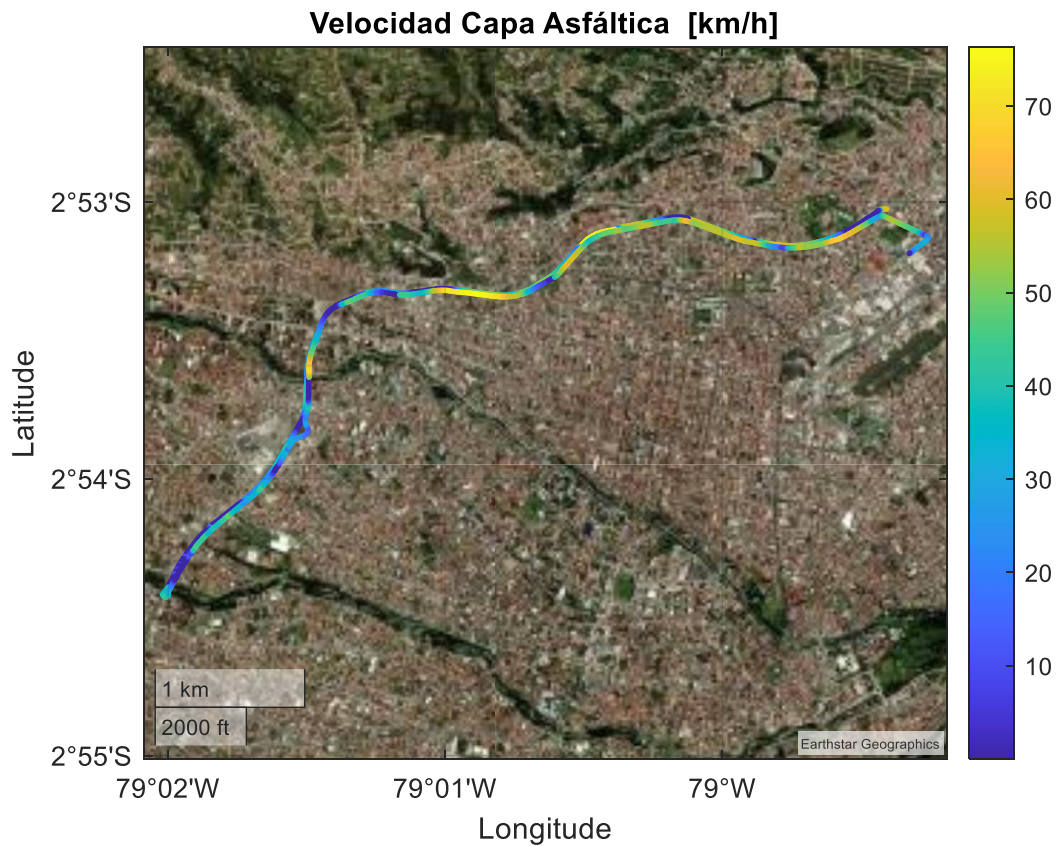 Velocidad Capa Asfáltica [km/h]
70
60
50
40
30
20
10
2°53'S
2°54'S
2°55'S
Latitude
1 km
2000 ft
Earthstar Geographics
79°02'W
79°01'W
79°W
Longitude